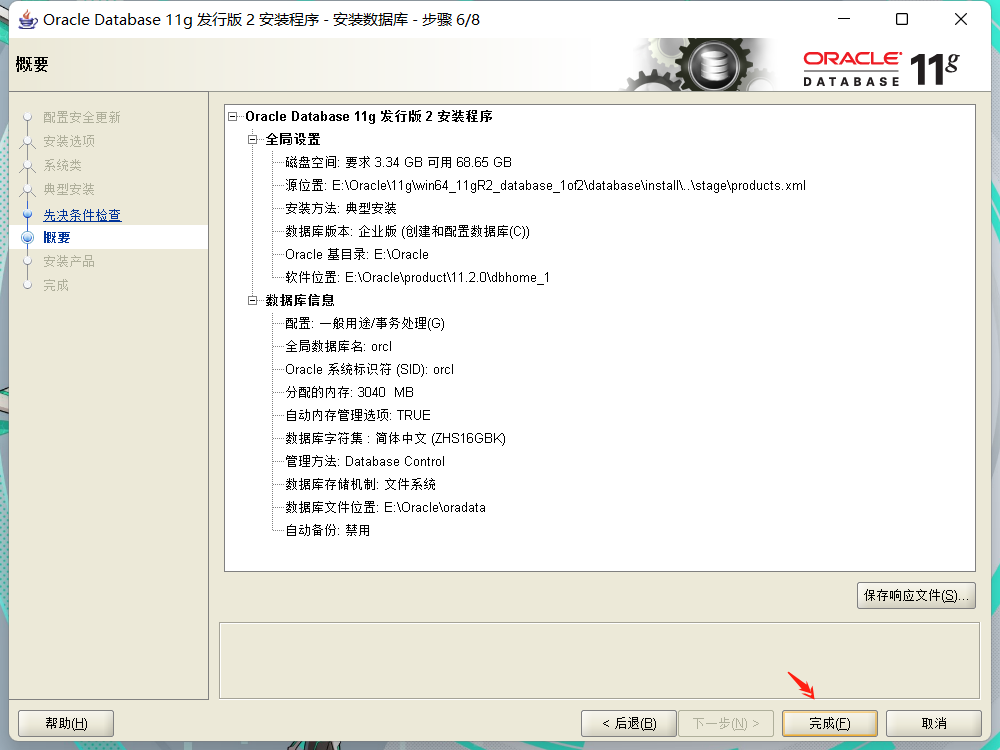 Oracle Database 11g 发行版 2 安装程序 - 安装数据库 - 步骤 6/8
概要
ORACLE
DATABASE
11g
配置安全更新
安装选项
系统类
典型安装
先决条件检查
概要
安装产品
完成
Oracle Database 11g 发行版 2 安装程序
全局设置
磁盘空间: 要求 3.34 GB 可用 68.65 GB
源位置: E:\Oracle\11g\win64_11gR2_database_1of2\database\install\..\stage\products.xml
安装方法: 典型安装
数据库版本: 企业版 (创建和配置数据库(C))
Oracle 基目录: E:\Oracle
软件位置: E:\Oracle\product\11.2.0\dbhome_1
数据库信息
配置: 一般用途/事务处理(G)
全局数据库名: orcl
Oracle 系统标识符 (SID): orcl
分配的内存: 3040  MB
自动内存管理选项: TRUE
数据库字符集 : 简体中文 (ZHS16GBK)
管理方法: Database Control
数据库存储机制: 文件系统
数据库文件位置: E:\Oracle\oradata
自动备份: 禁用
保存响应文件(S)...
帮助(H)
< 后退(B)
下一步(N) >
完成(F)
取消